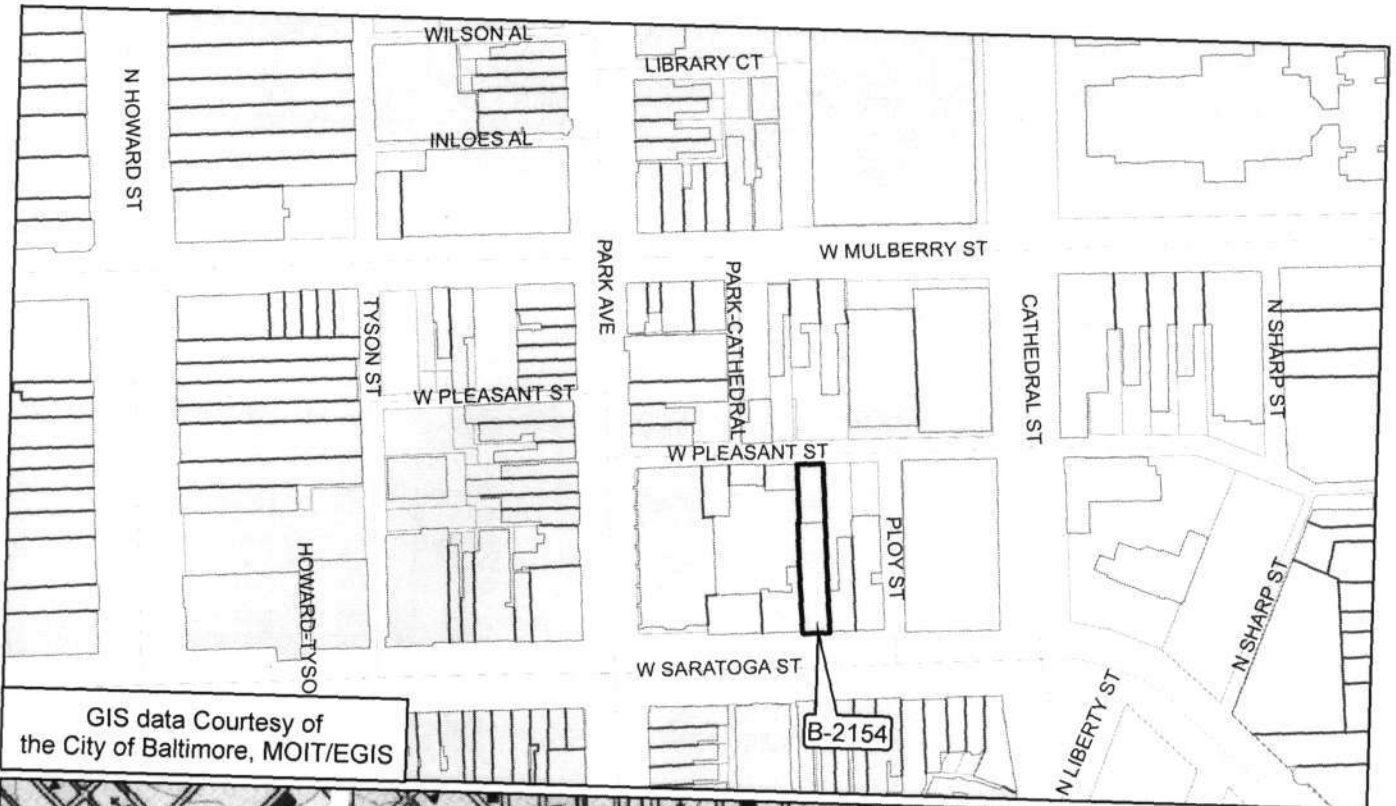 WILSON AL
LIBRARY CT
N HOWARD ST
INLOES AL
PARK AVE
W MULBERRY ST
PARK-CATHEDRAL
TYSON ST
CATHEDRAL ST
N SHARP ST
W PLEASANT ST
W PLEASANT ST
PLOY ST
HOWARD-TYSO
N SHARP ST
W SARATOGA ST
N LIBERTY ST
B-2154
GIS data Courtesy of
the City of Baltimore, MOIT/EGIS